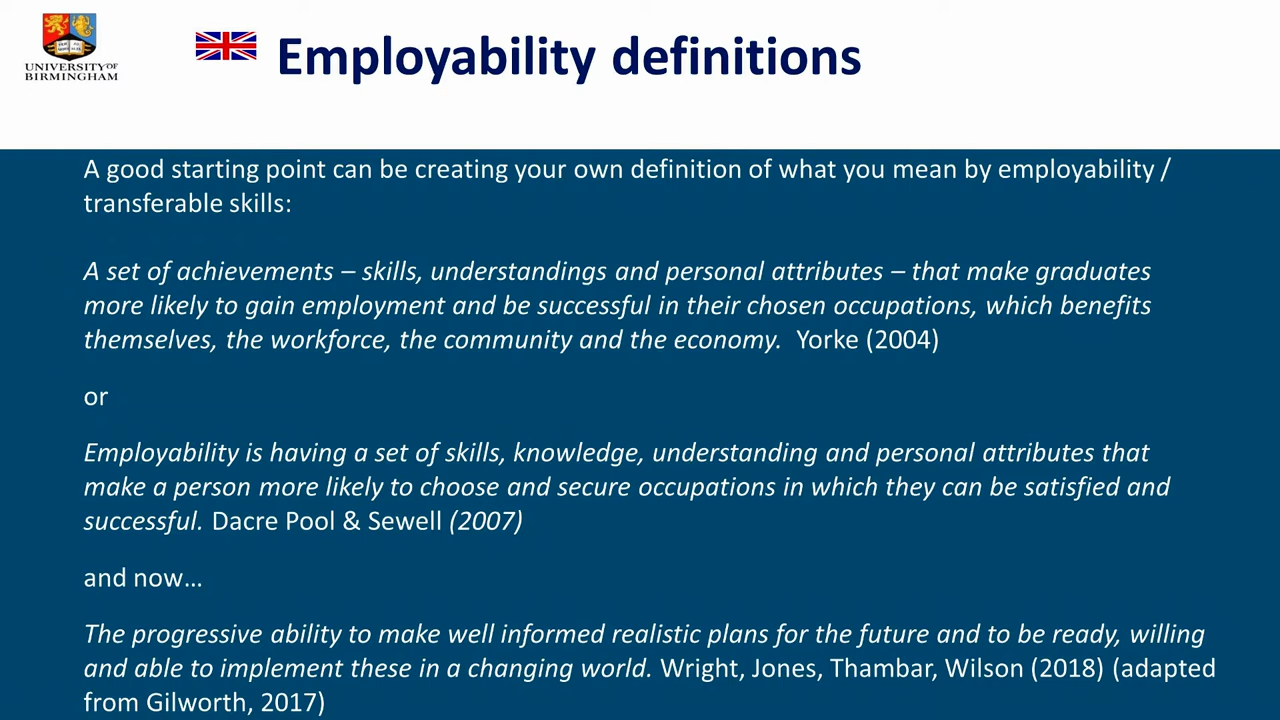 UNIVERSITY OF
BIRMINGHAM
Employability definitions
A good starting point can be creating your own definition of what you mean by employability /
transferable skills:
A set of achievements – skills, understandings and personal attributes – that make graduates
more likely to gain employment and be successful in their chosen occupations, which benefits
themselves, the workforce, the community and the economy. Yorke (2004)
or
Employability is having a set of skills, knowledge, understanding and personal attributes that
make a person more likely to choose and secure occupations in which they can be satisfied and
successful. Dacre Pool & Sewell (2007)
and now…
The progressive ability to make well informed realistic plans for the future and to be ready, willing
and able to implement these in a changing world. Wright, Jones, Thambar, Wilson (2018) (adapted
from Gilworth, 2017)